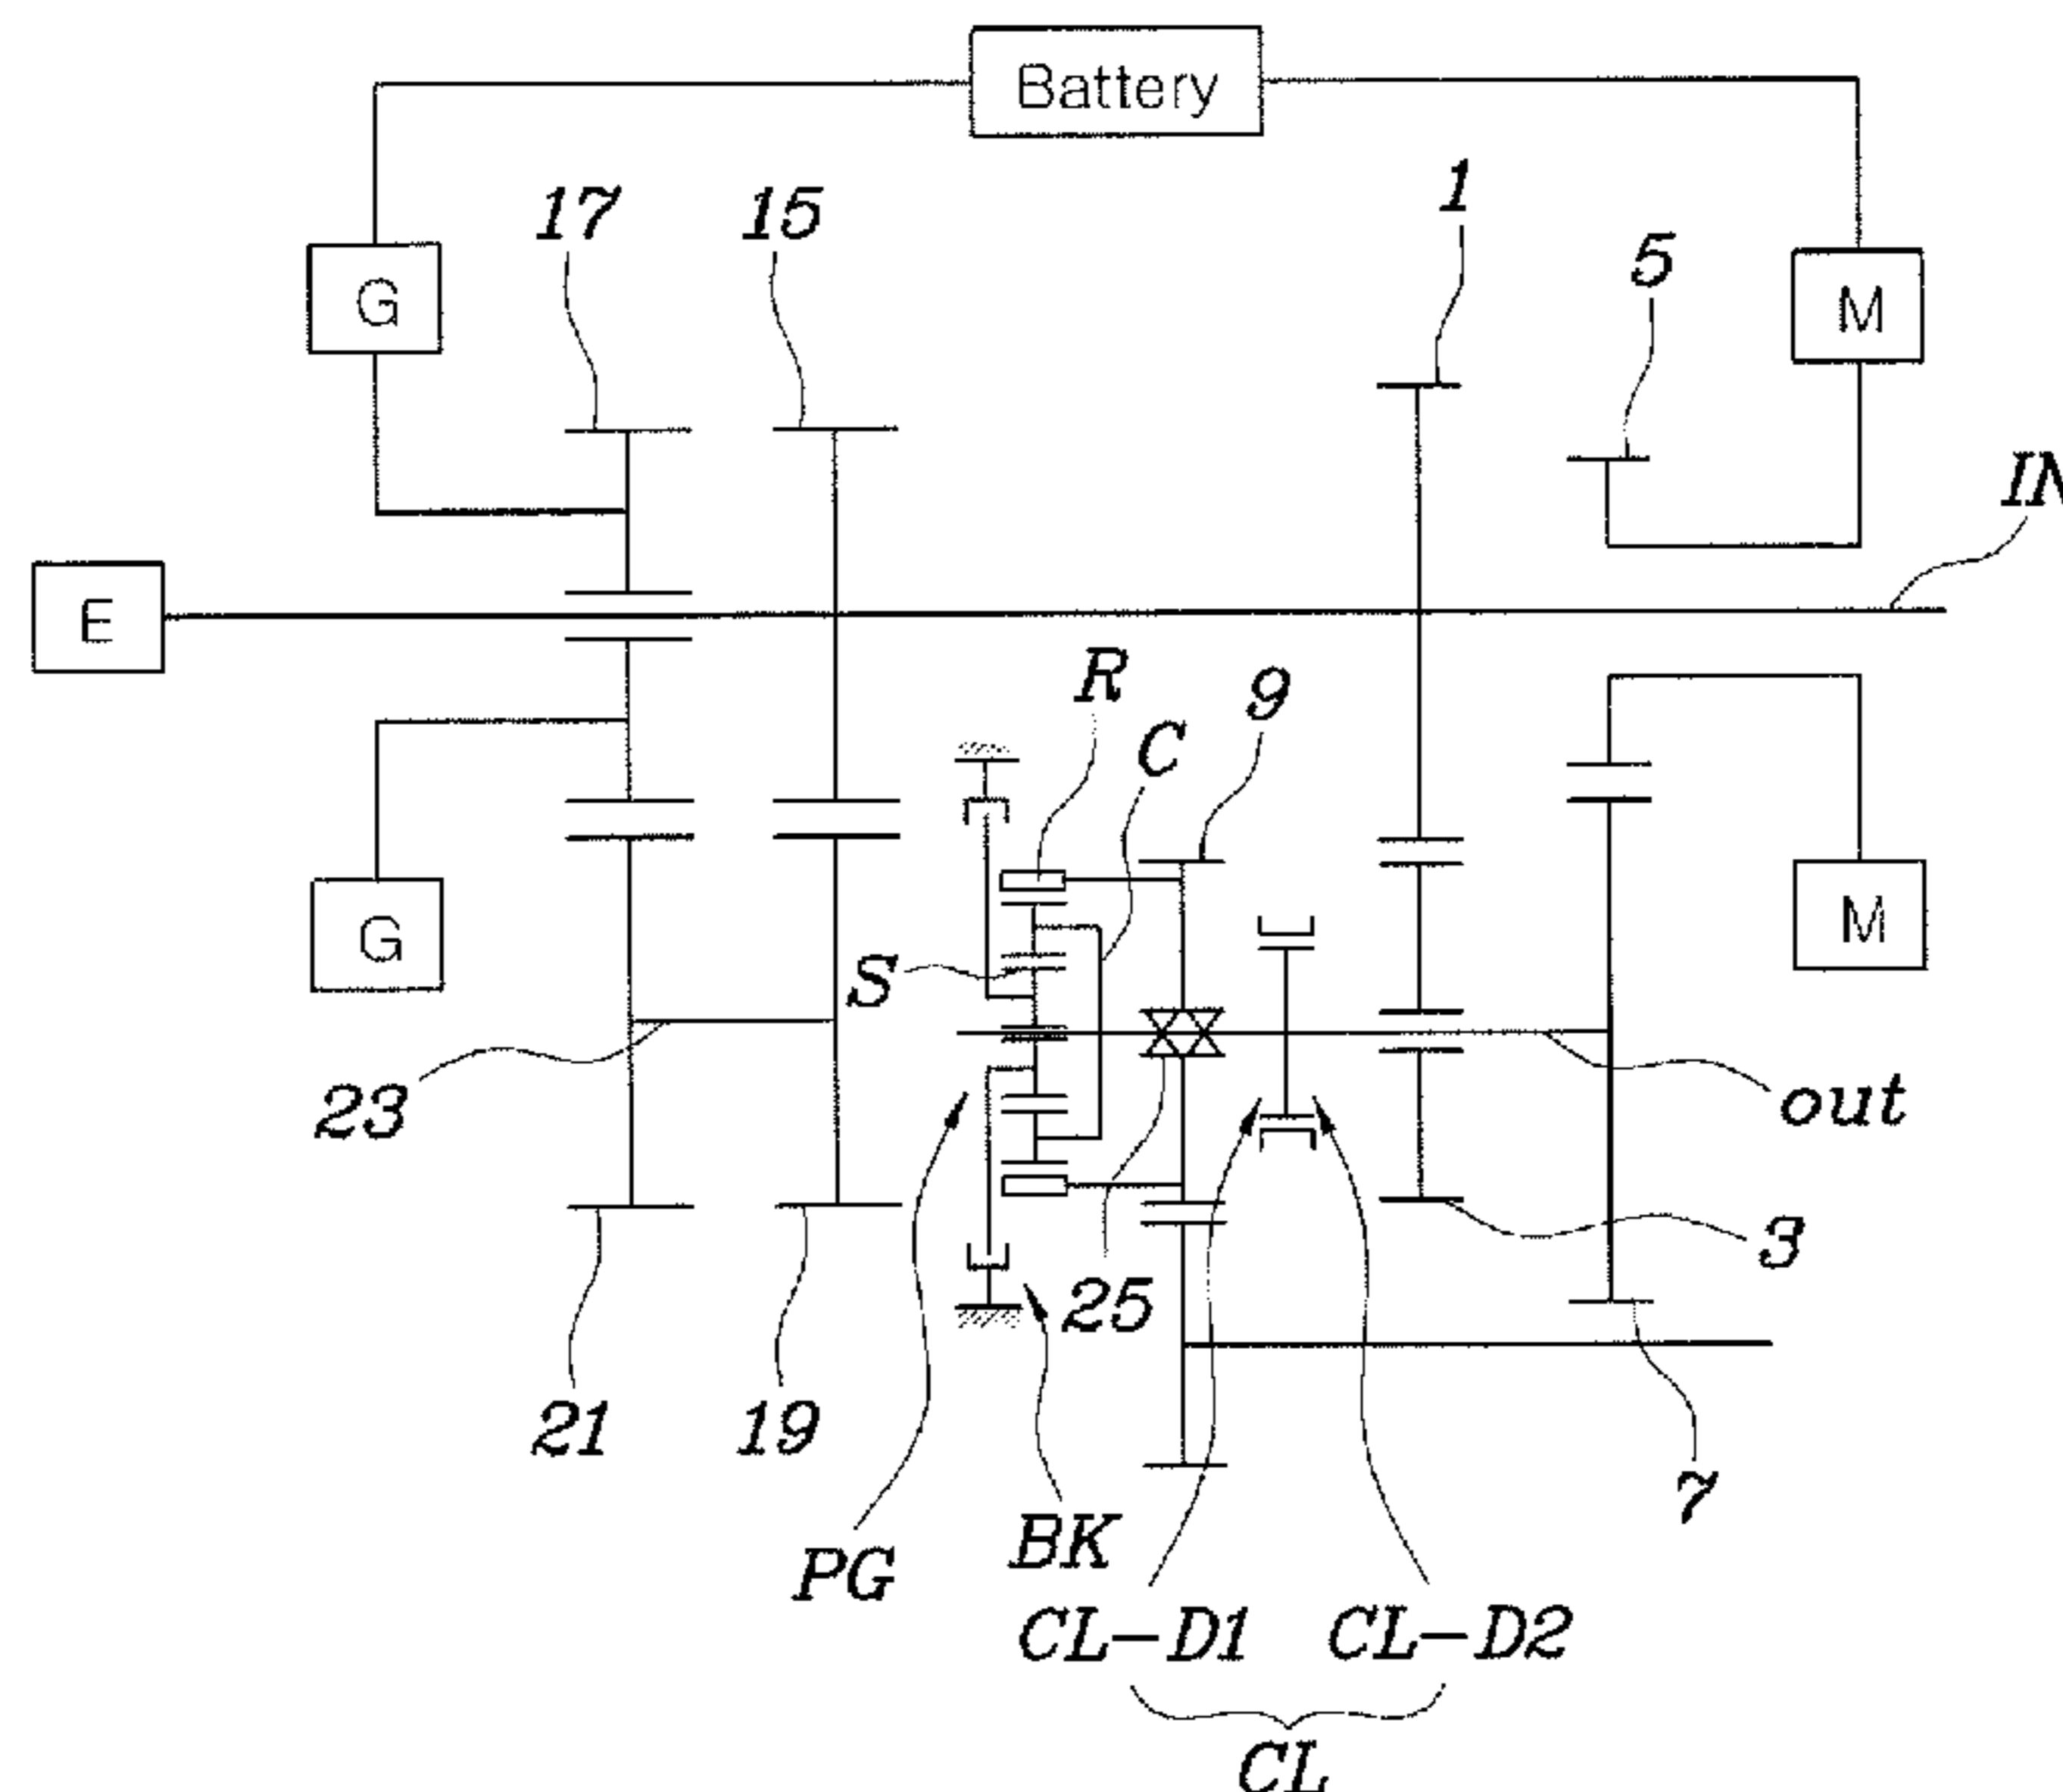 Battery
17 15 1
5
G M
IN
E
R 9
C
G S M
23 out
3
25
21 19
7
PG BK
CL-D1 CL-D2
CL